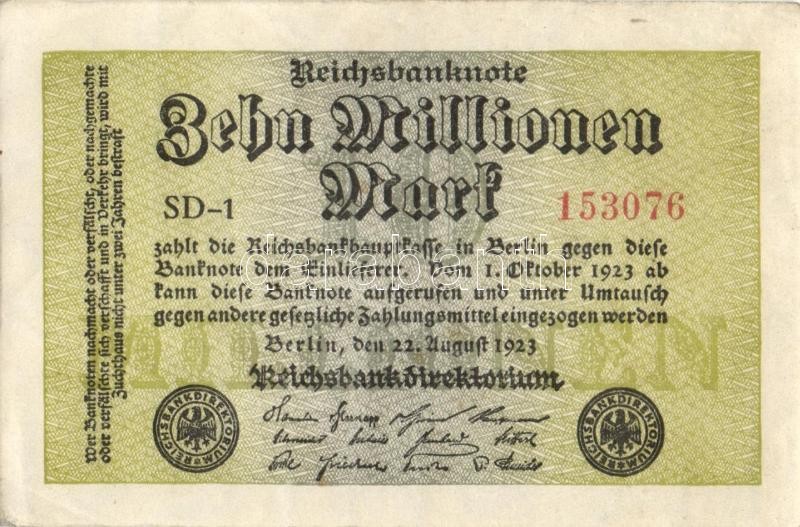 Reichsbanknote
Zehn Millionen
Mark
SD-1
153076
zahlt die Reichsbankhauptkasse in Berlin gegen diese
Banknote dem Einlieferer. Vom 1. Oktober 1923 ab
kann diese Banknote aufgerufen und unter Umtausch
gegen andere gesetzliche Zahlungsmittel eingezogen werden
Berlin, den 22. August 1923
Reichsbankdirektorium
REICHSBANKDIREKTORIUM
REICHSBANKDIREKTORIUM
Wer Banknoten nachmacht oder verfälscht, oder nachgemachte
oder verfälschte sich verschafft und in Verkehr bringt, wird mit
Zuchthaus nicht unter zwei Jahren bestraft